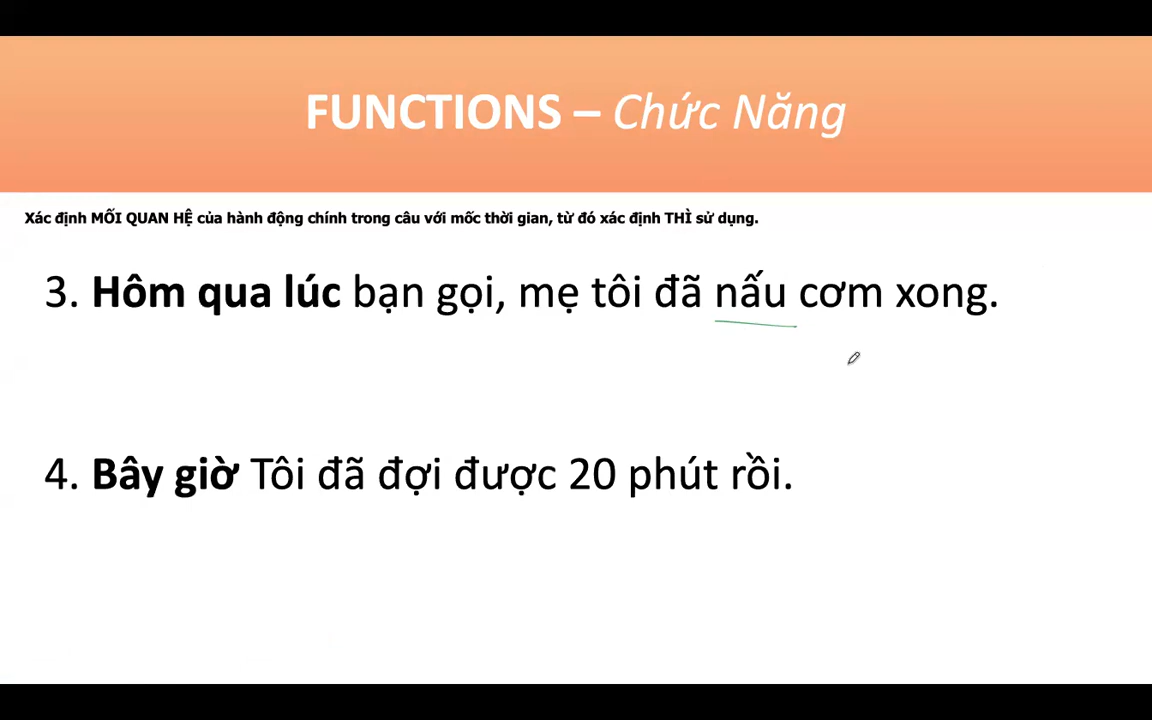 FUNCTIONS – Chức Năng
Xác định MỐI QUAN HỆ của hành động chính trong câu với mốc thời gian, từ đó xác định THÌ sử dụng.
3. Hôm qua lúc bạn gọi, mẹ tôi đã nấu cơm xong.
4. Bây giờ Tôi đã đợi được 20 phút rồi.